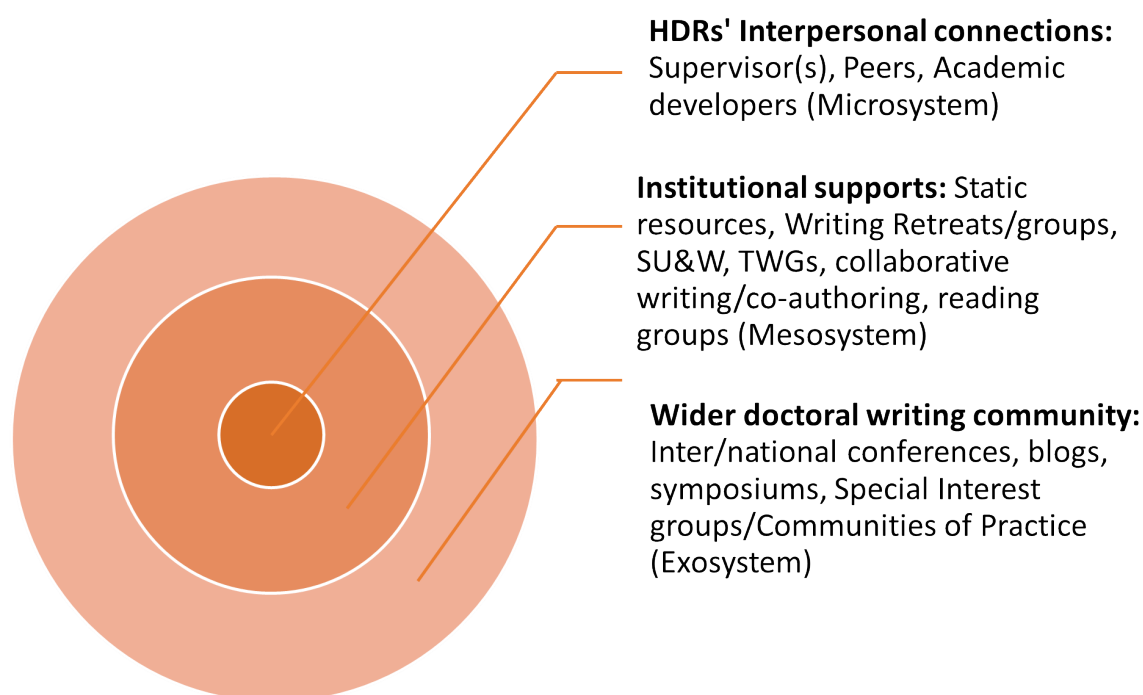 HDRs' Interpersonal connections:
Supervisor(s), Peers, Academic
developers (Microsystem)
Institutional supports: Static
resources, Writing Retreats/groups,
SU&W, TWGs, collaborative
writing/co-authoring, reading
groups (Mesosystem)
Wider doctoral writing community:
Inter/national conferences, blogs,
symposiums, Special Interest
groups/Communities of Practice
(Exosystem)